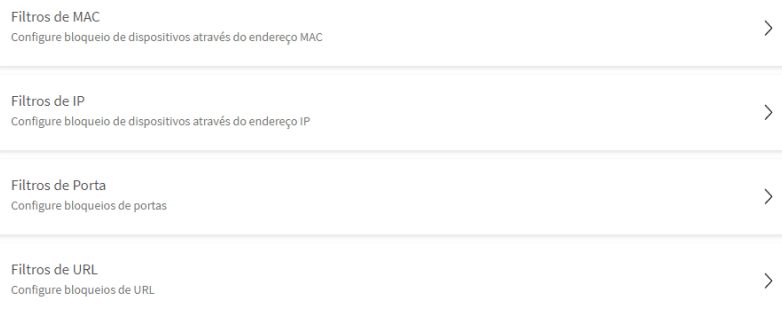 Filtros de MAC
Configure bloqueio de dispositivos através do endereço MAC
Filtros de IP
Configure bloqueio de dispositivos através do endereço IP
Filtros de Porta
Configure bloqueios de portas
Filtros de URL
Configure bloqueios de URL